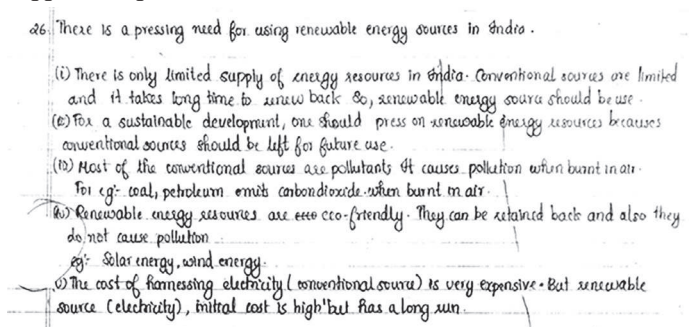 26. There is a pressing need for using renewable energy sources in India.
(i) There is only limited supply of energy resources in India. Conventional sources are limited
and it takes long time to renew back so, renewable energy source should be use.
(ii) For a sustainable development, one should press on renewable energy resources becauses
conventional sources should be left for future use.
(iii) Most of the conventional sources are pollutants It causes pollution when burnt in air.
For eg:- coal, petroleum emit carbondioxide when burnt in air.
iv) Renewable energy resources are eco-friendly. They can be retained back and also they
do not cause pollution
eg:- Solar energy, wind energy.
v) The cost of harnessing electricity (conventional source) is very expensive. But renewable
source (electricity), initial cost is high but has a long run.